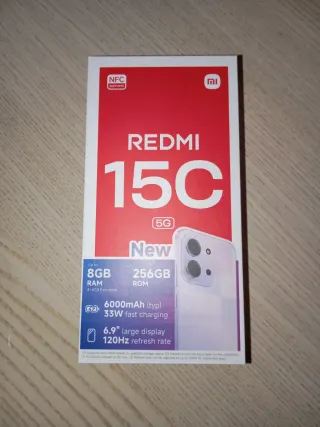 NFC
REDMI
15C
5G
New
8GB 256GB
RAM ROM
6000mAh (typ)
33W fast charging
6.9" large display
120Hz refresh rate